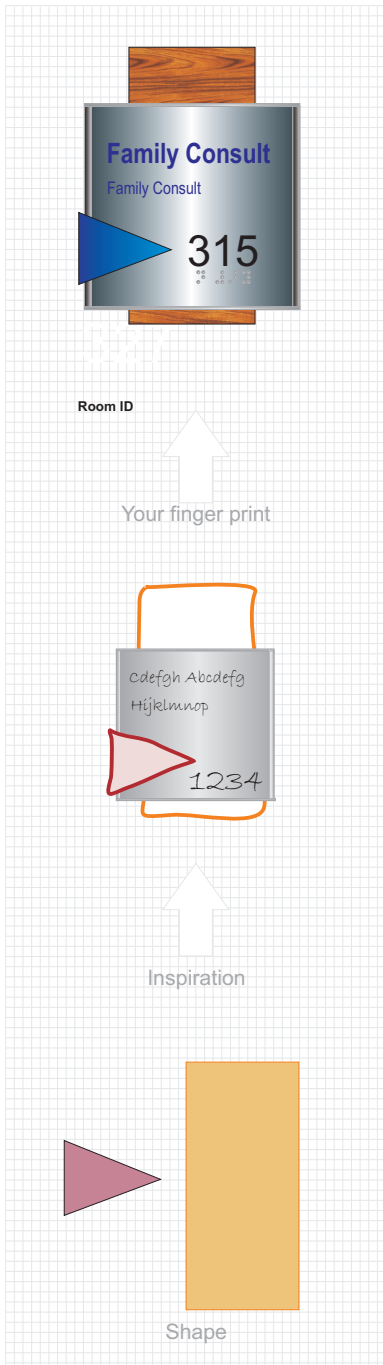 Family Consult
Family Consult
315
Room ID
Your finger print
Cdefgh Abcdefg
Hijklmnop
1234
Inspiration
Shape